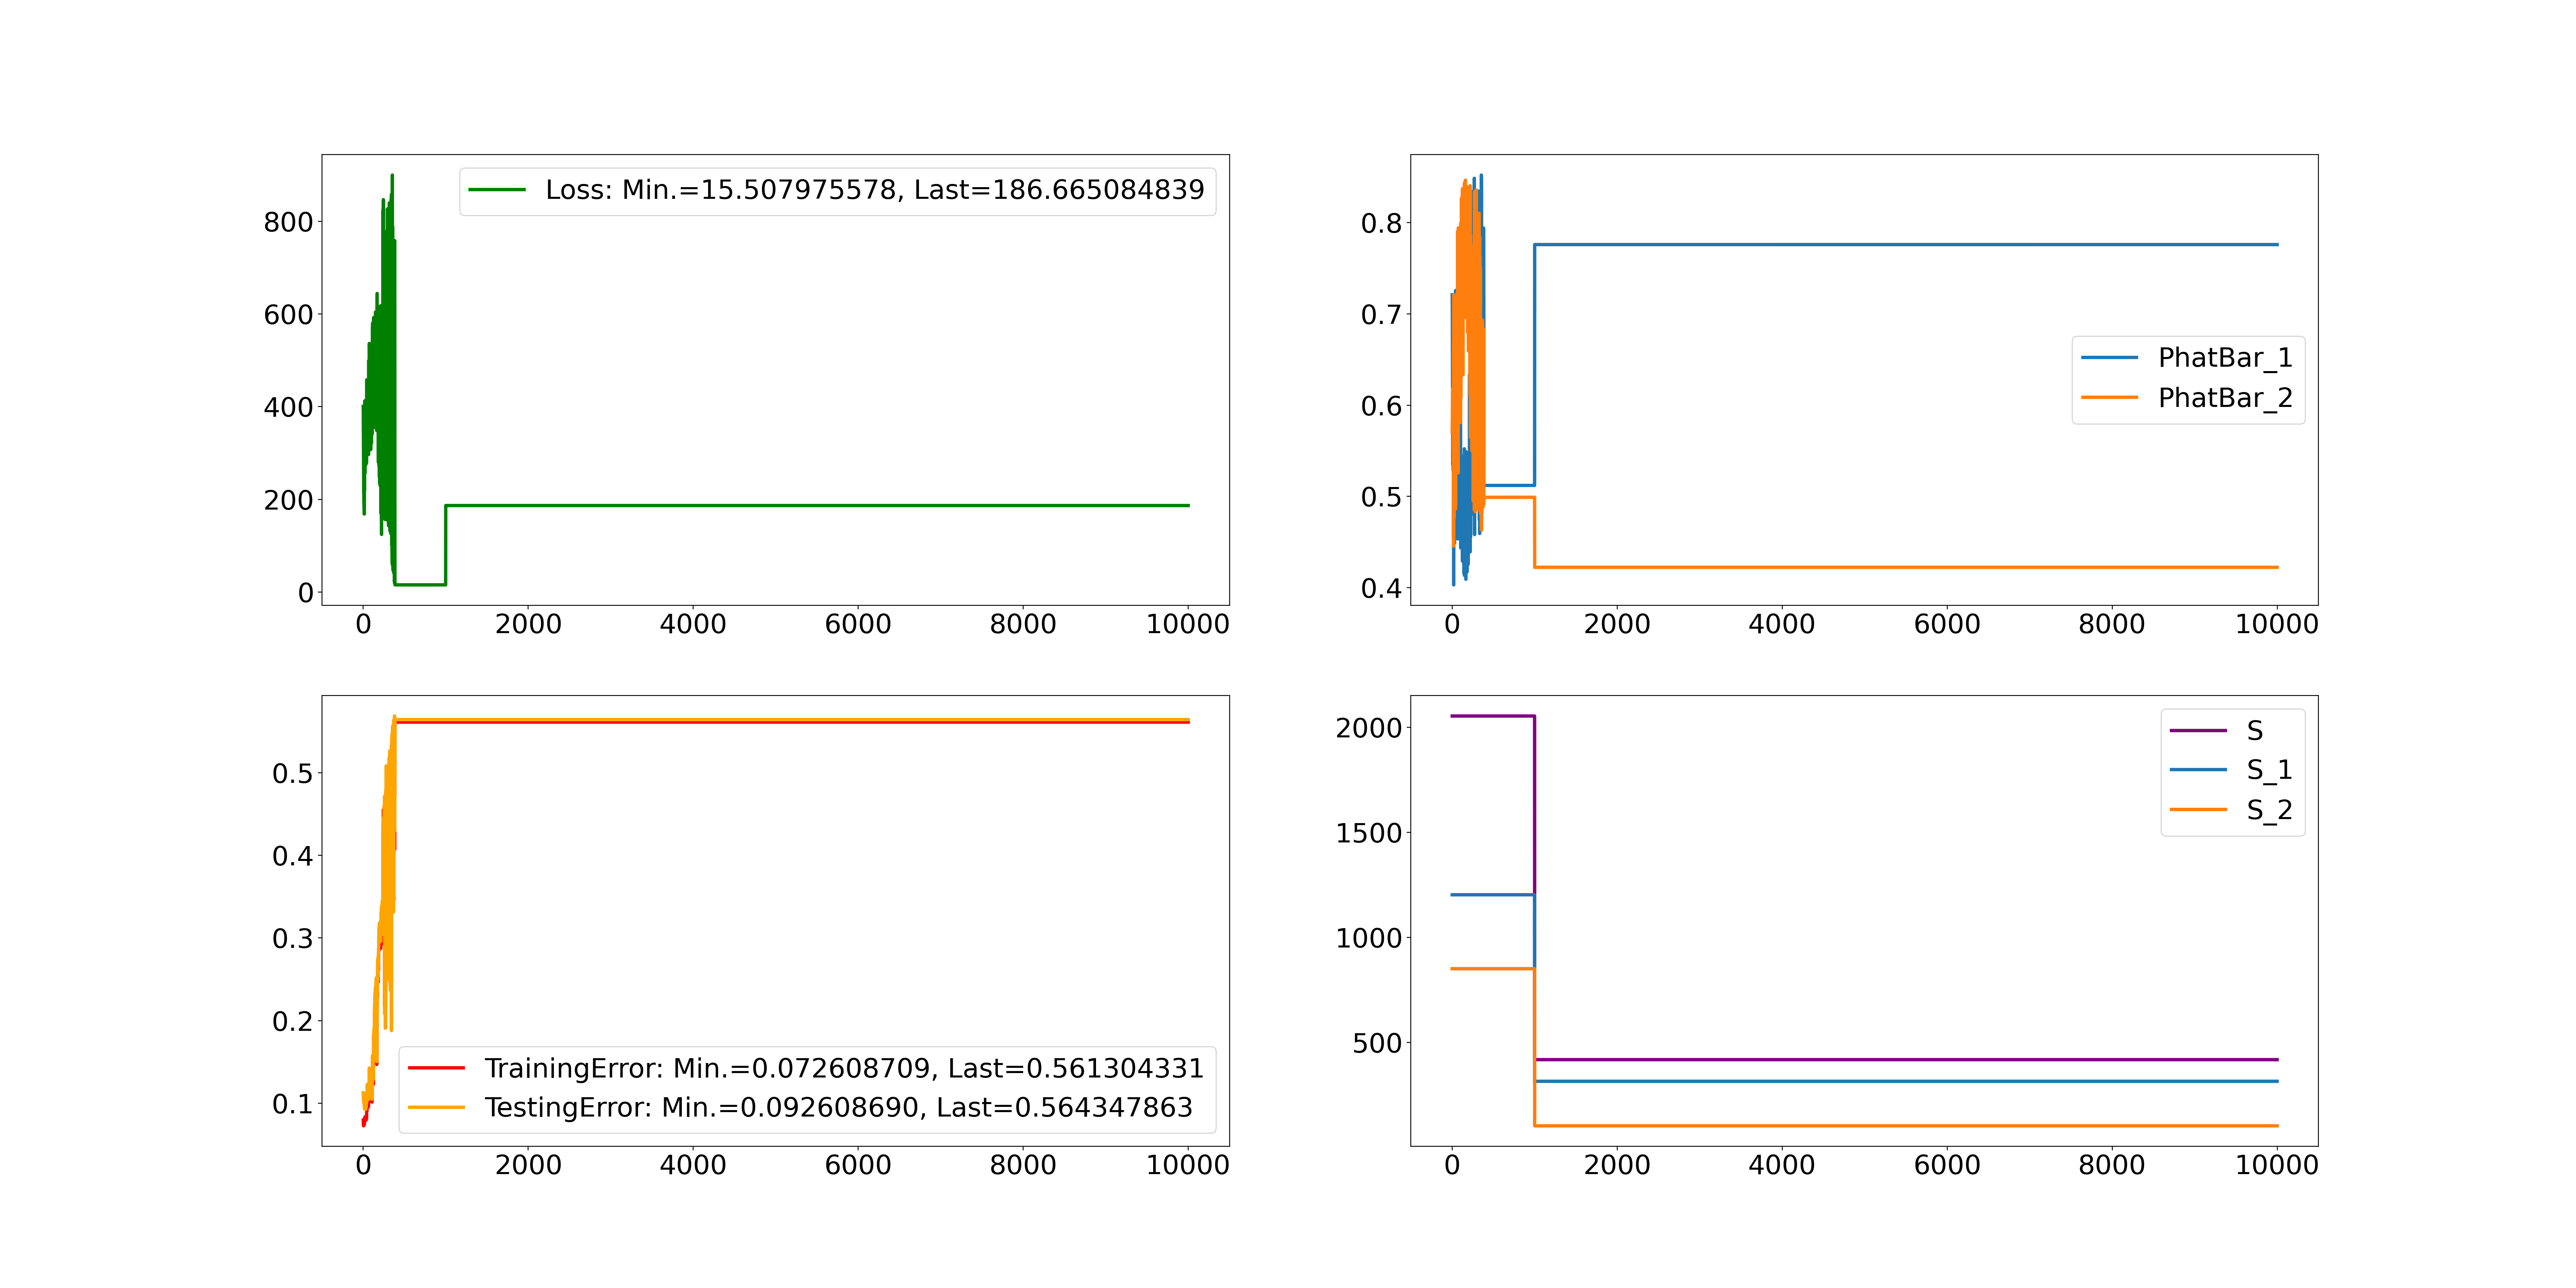 Loss: Min.=15.507975578, Last=186.665084839
800
600
400
200
0
0 2000 4000 6000 8000 10000
0.8
0.7
0.6
0.5
0.4
PhatBar_1
PhatBar_2
0 2000 4000 6000 8000 10000
0.5
0.4
0.3
0.2
0.1
TrainingError: Min.=0.072608709, Last=0.561304331
TestingError: Min.=0.092608690, Last=0.564347863
0 2000 4000 6000 8000 10000
2000
1500
1000
500
S
S_1
S_2
0 2000 4000 6000 8000 10000